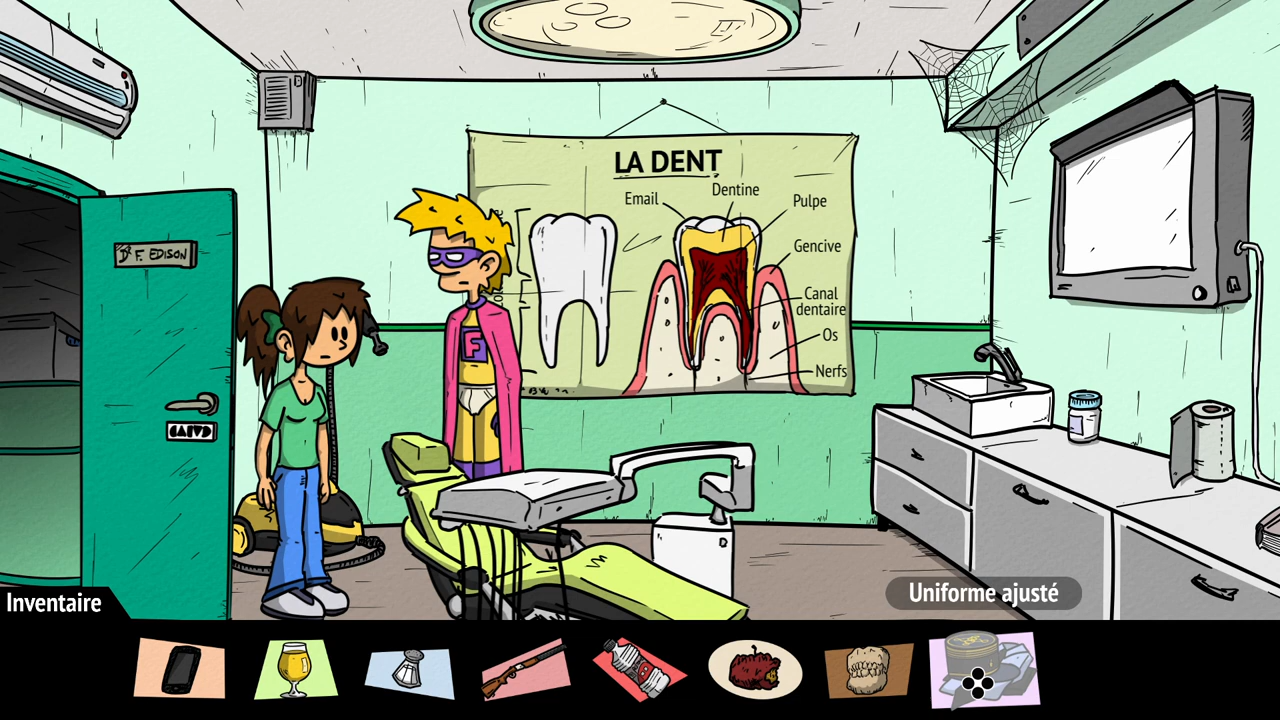 LA DENT
Email
Dentine
Pulpe
Gencive
Canal
dentaire
Os
Nerfs
DR F. EDISON
F
Inventaire
Uniforme ajusté